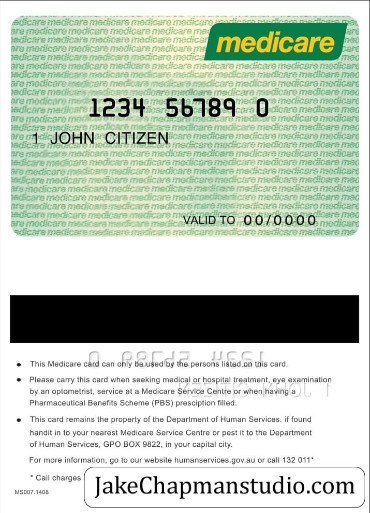 medicare
1234 56789 0
1 JOHN CITIZEN
VALID TO 00/0000
This Medicare card can only be used by the persons listed on this card.
Please carry this card when seeking medical or hospital treatment, eye examination
by an optometrist, service at a Medicare Service Centre or when having a
Pharmaceutical Benefits Scheme (PBS) presciption filled.
This card remains the property of the Department of Human Services. if found
handit in to your nearest Medicare Service Centre or pest it to the Department
of Human Services, GPO BOX 9822, in your capital city.
For more information, go to our website humanservices.gov.au or call 132 011*
* Call charges
MS007.1406
JakeChapmanstudio.com